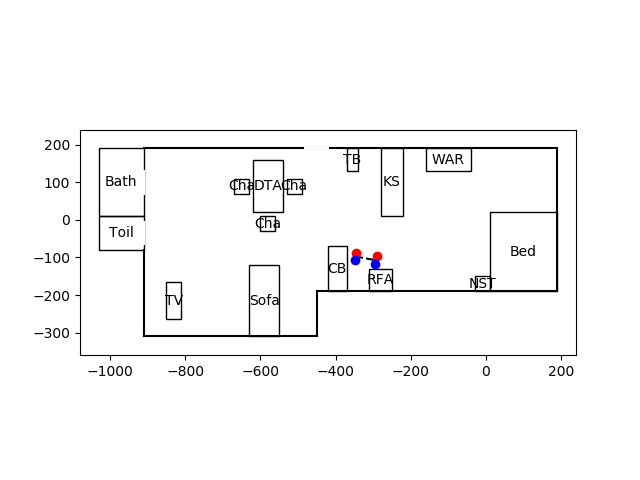 200
100
0
−100
−200
−300
−1000
−800
−600
−400
−200
0
200
Bath
Toil
TV
Cha
DTA
Cha
Cha
Sofa
TB
KS
WAR
CB
RFA
NST
Bed